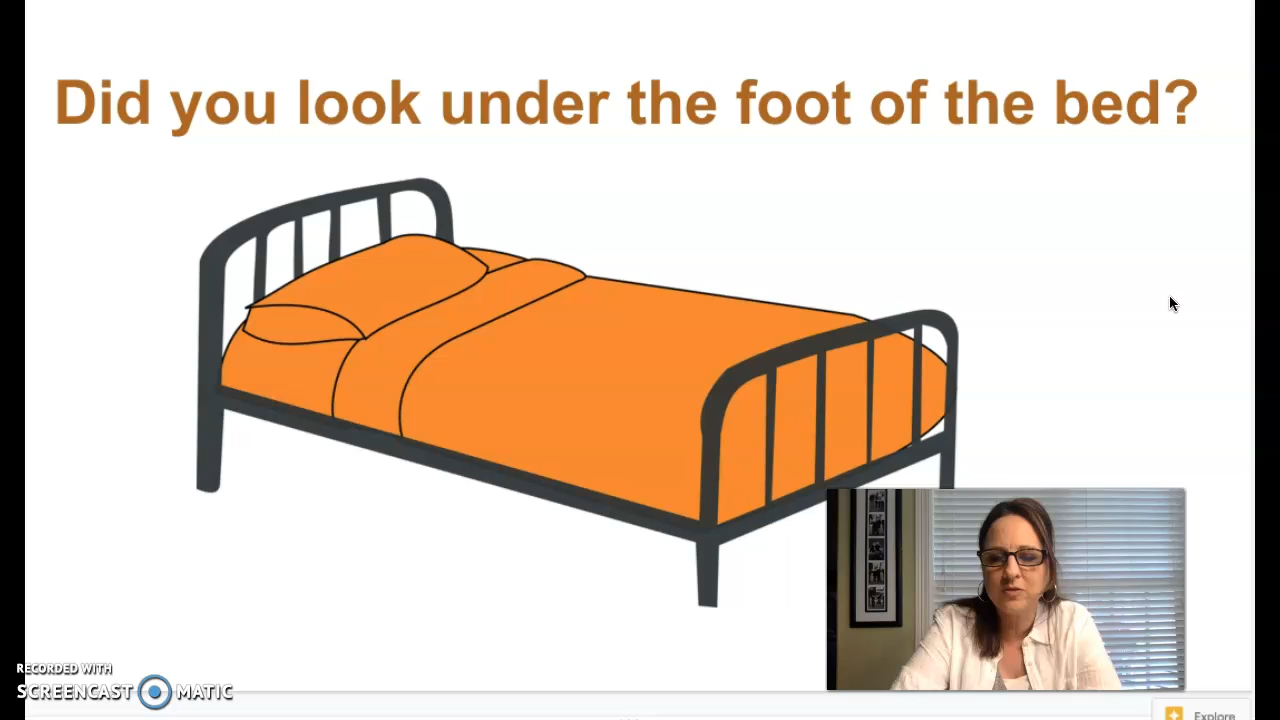 Did you look under the foot of the bed?
RECORDED WITH
SCREENCAST MATIC
Explore